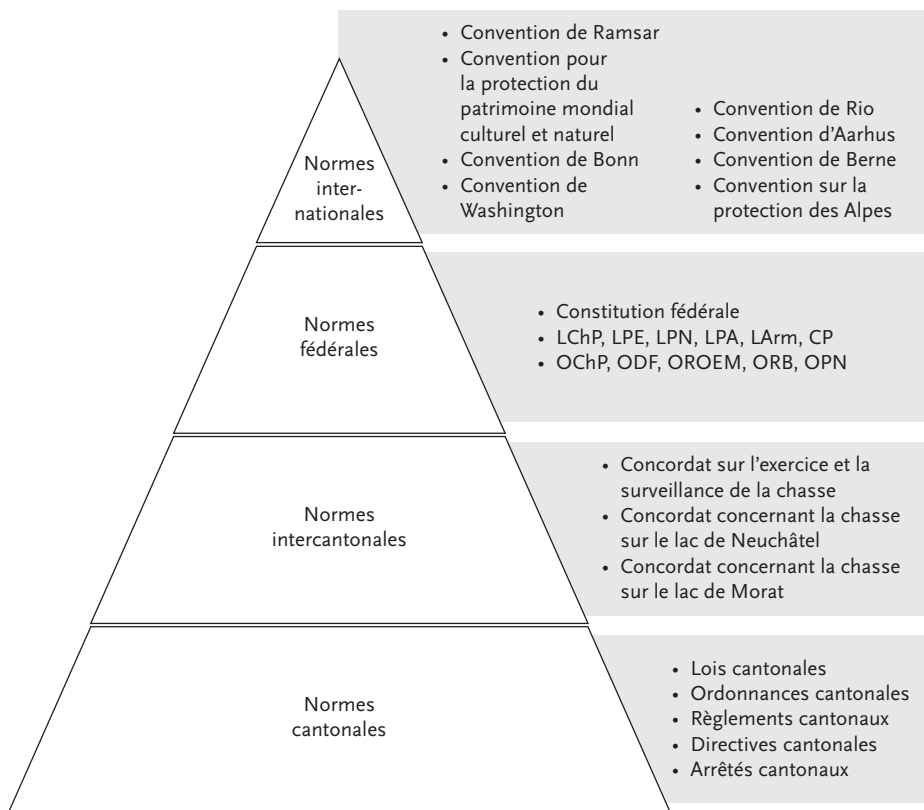 Normes
inter-
nationales
• Convention de Ramsar
• Convention pour
la protection du
patrimoine mondial
culturel et naturel
• Convention de Bonn
• Convention de
Washington
• Convention de Rio
• Convention d’Aarhus
• Convention de Berne
• Convention sur la
protection des Alpes
Normes
fédérales
• Constitution fédérale
• LChP, LPE, LPN, LPA, LArm, CP
• OChP, ODF, OROEM, ORB, OPN
Normes
intercantonales
• Concordat sur l’exercice et la
surveillance de la chasse
• Concordat concernant la chasse
sur le lac de Neuchâtel
• Concordat concernant la chasse
sur le lac de Morat
Normes
cantonales
• Lois cantonales
• Ordonnances cantonales
• Règlements cantonaux
• Directives cantonales
• Arrêtés cantonaux